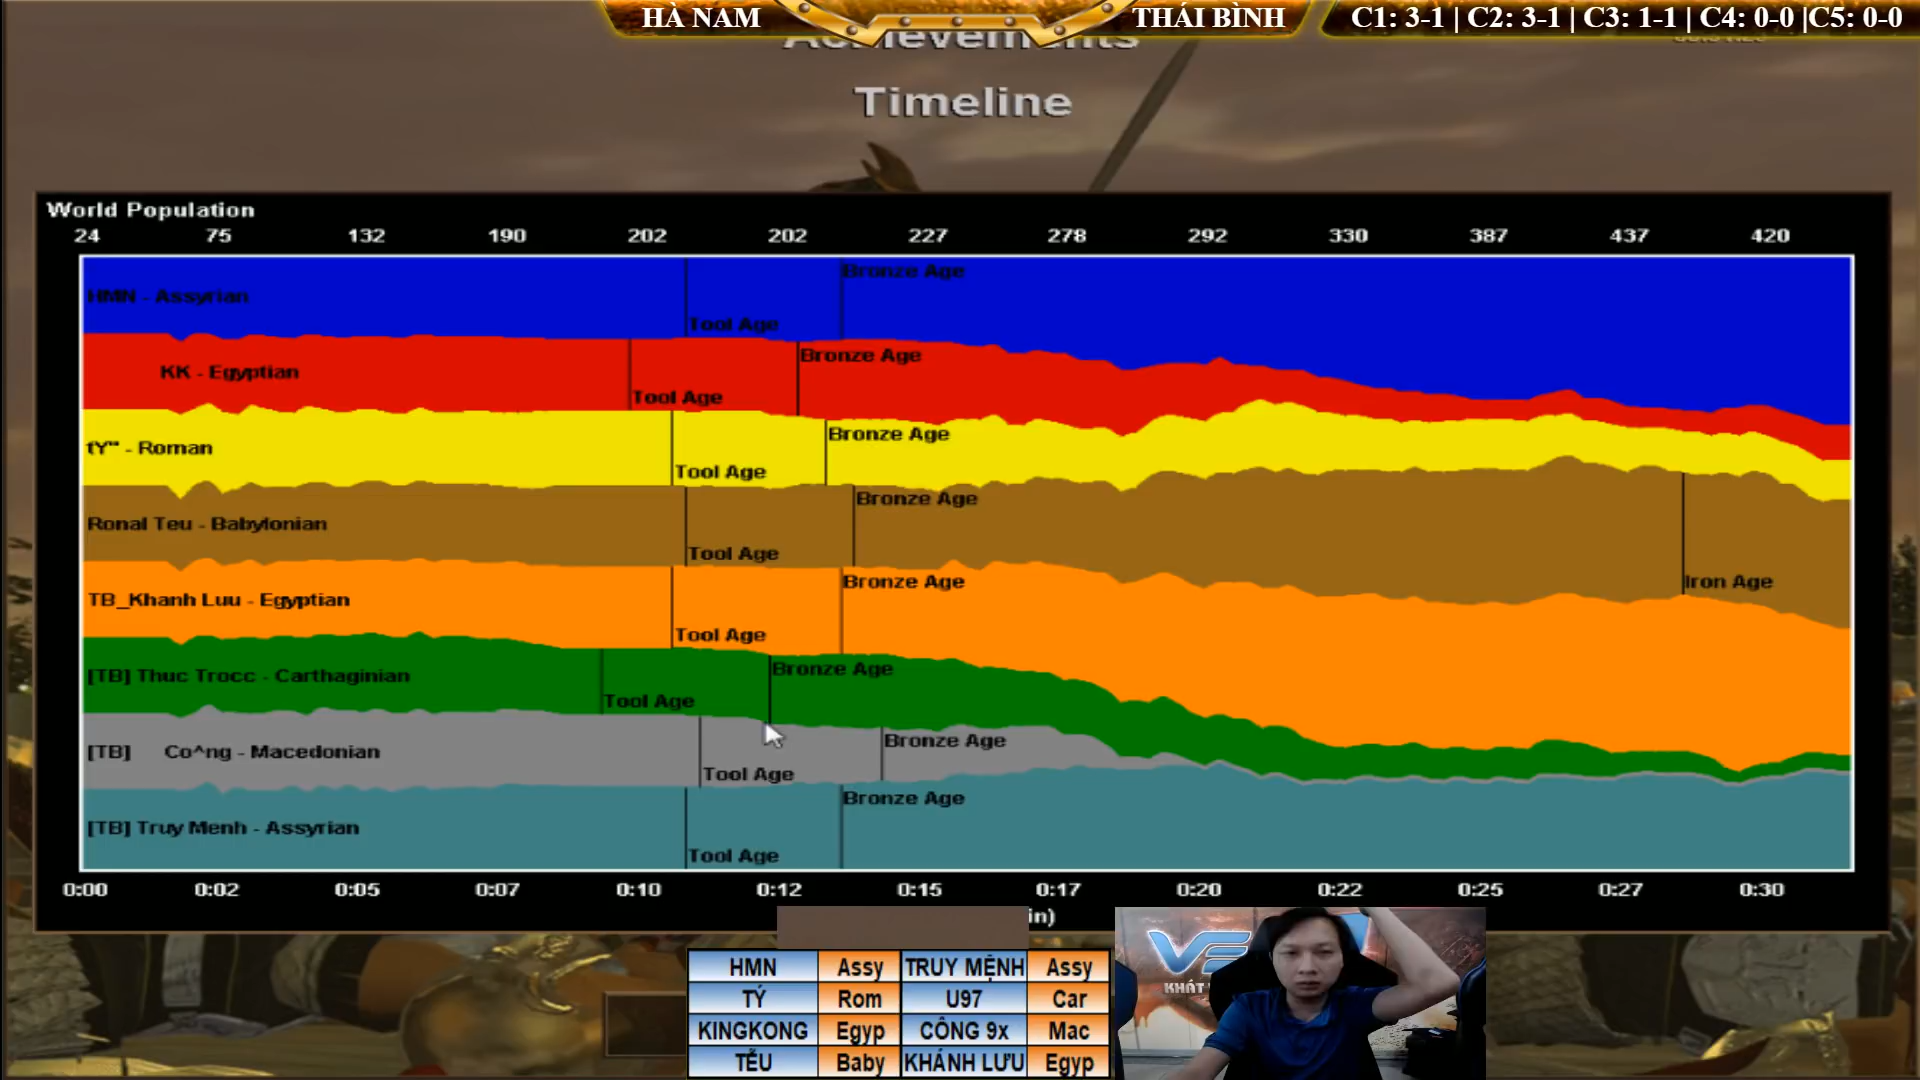 HÀ NAM
THÁI BÌNH
C1: 3-1 | C2: 3-1 | C3: 1-1 | C4: 0-0 |C5: 0-0
Achievements
Timeline
World Population
24 75 132 190 202 202 227 278 292 330 387 437 420
HMN - Assyrian
Tool Age
Bronze Age
KK - Egyptian
Tool Age
Bronze Age
tY'" - Roman
Tool Age
Bronze Age
Ronal Teu - Babylonian
Tool Age
Bronze Age
Iron Age
TB_Khanh Luu - Egyptian
Tool Age
Bronze Age
[TB] Thuc Trocc - Carthaginian
Tool Age
Bronze Age
[TB] Co^ng - Macedonian
Tool Age
Bronze Age
[TB] Truy Menh - Assyrian
Tool Age
Bronze Age
0:00 0:02 0:05 0:07 0:10 0:12 0:15 0:17 0:20 0:22 0:25 0:27 0:30
in)
HMN Assy TRUY MỆNH Assy
TÝ Rom U97 Car
KINGKONG Egyp CÔNG 9x Mac
TỄU Baby KHÁNH LƯU Egyp
KHÁT